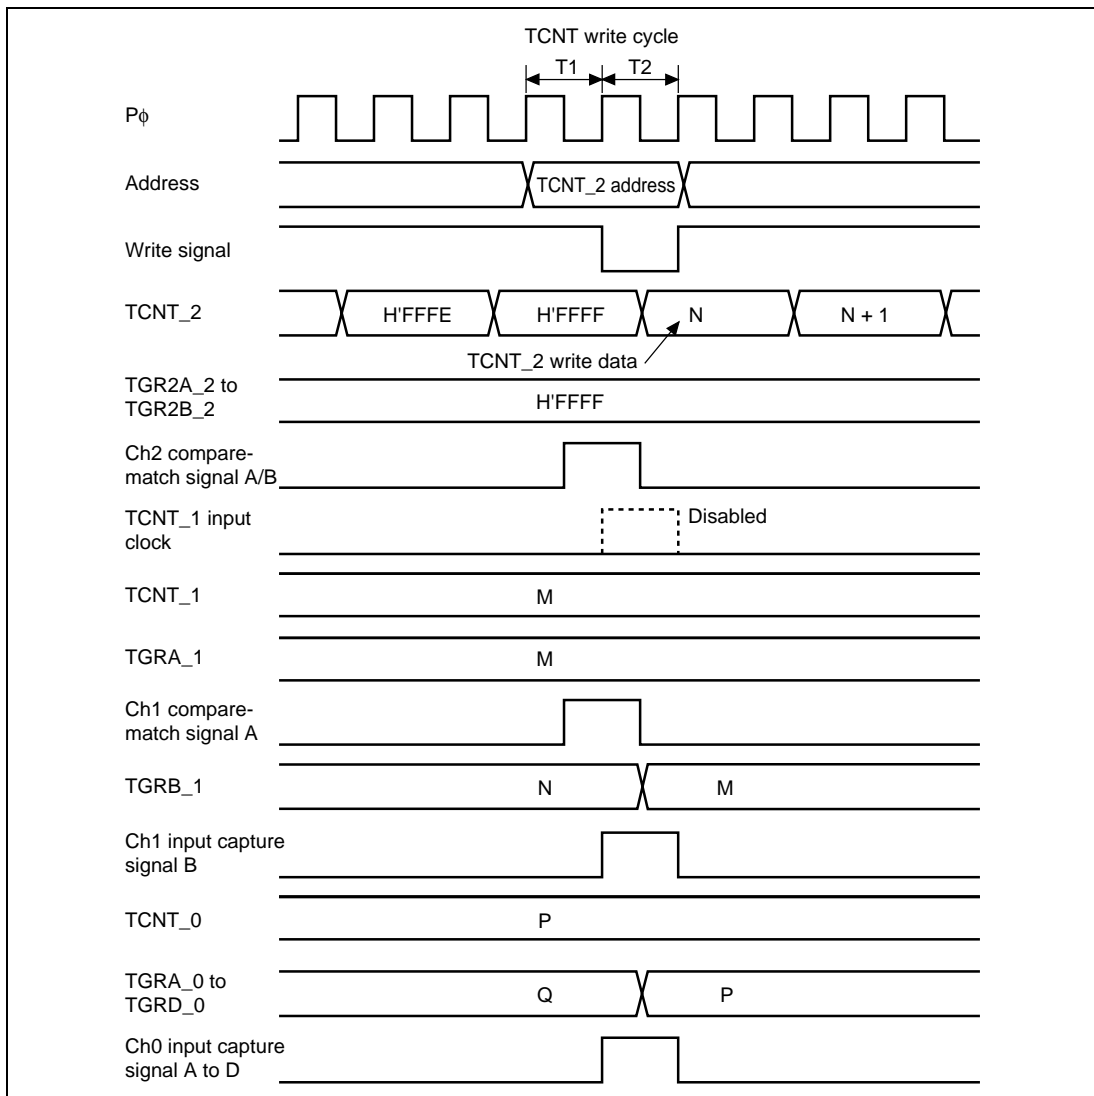 TCNT write cycle
T1 T2
Pφ
Address
TCNT_2 address
Write signal
TCNT_2
H'FFFE H'FFFF N N + 1
TCNT_2 write data
TGR2A_2 to
TGR2B_2
H'FFFF
Ch2 compare-
match signal A/B
TCNT_1 input
clock
Disabled
TCNT_1
M
TGRA_1
M
Ch1 compare-
match signal A
TGRB_1
N M
Ch1 input capture
signal B
TCNT_0
P
TGRA_0 to
TGRD_0
Q P
Ch0 input capture
signal A to D